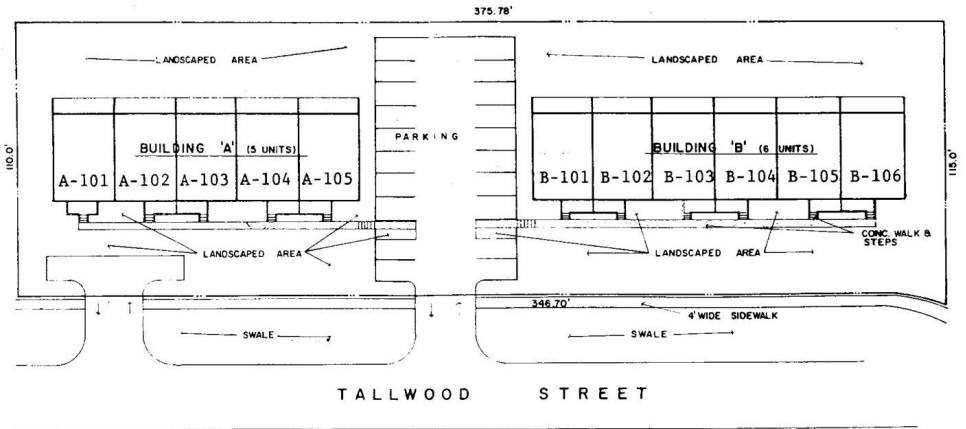 375.78'
LANDSCAPED AREA
LANDSCAPED AREA
110.0'
PARKING
115.0'
BUILDING 'A' (5 UNITS)
BUILDING 'B' (6 UNITS)
A-101 A-102 A-103 A-104 A-105
B-101 B-102 B-103 B-104 B-105 B-106
CONC. WALK &
STEPS
LANDSCAPED AREA
LANDSCAPED AREA
346.70'
4' WIDE SIDEWALK
SWALE
SWALE
TALLWOOD STREET